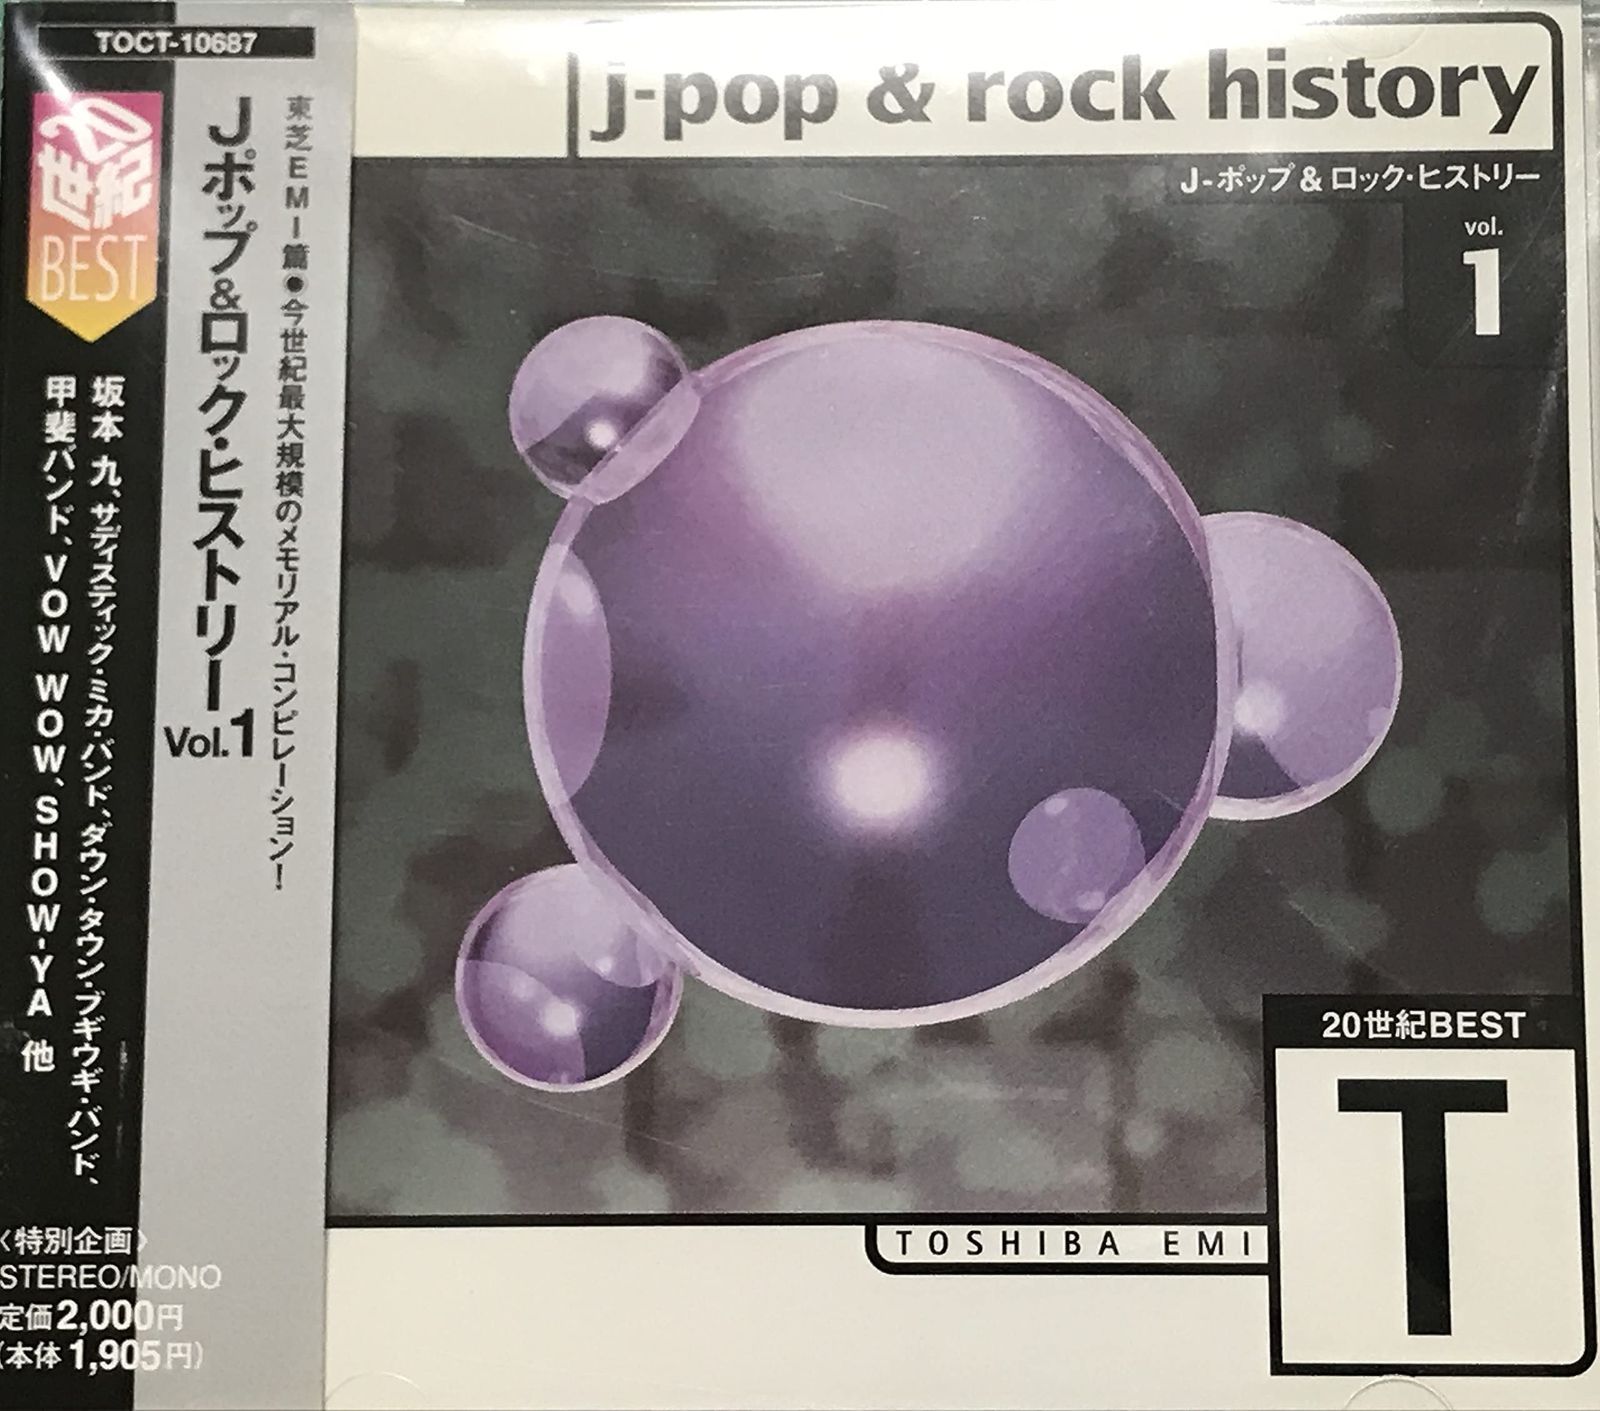 TOCT-10687
20
世紀
BEST
東芝EMI篇●今世紀最大規模のメモリアル・コンピレーション!
Jポップ&ロック・ヒストリー Vol.1
坂本 九、サディスティック・ミカ・バンド、ダウン・タウン・ブギウギ・バンド、
甲斐バンド、VOW WOW、SHOW-YA 他
〈特別企画〉
STEREO/MONO
定価2,000円
(本体 1,905円)
j-pop & rock history
J-ポップ & ロック・ヒストリー
vol.
1
20世紀BEST
T
TOSHIBA EMI